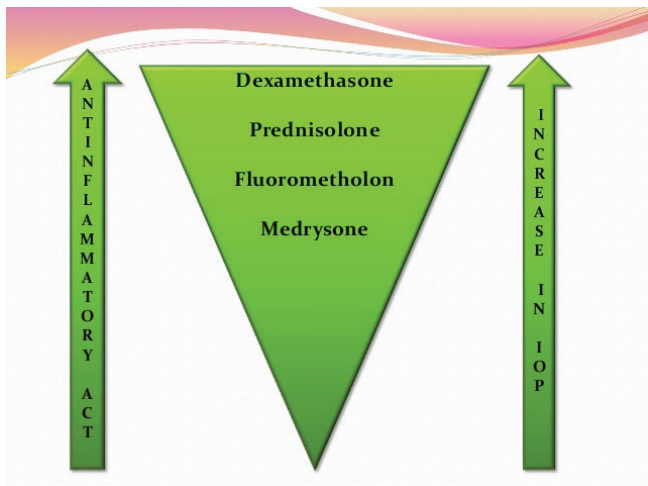 ANTINFLAMMATORY ACT
Dexamethasone
Prednisolone
Fluorometholon
Medrysone
INCREASE IN IOP